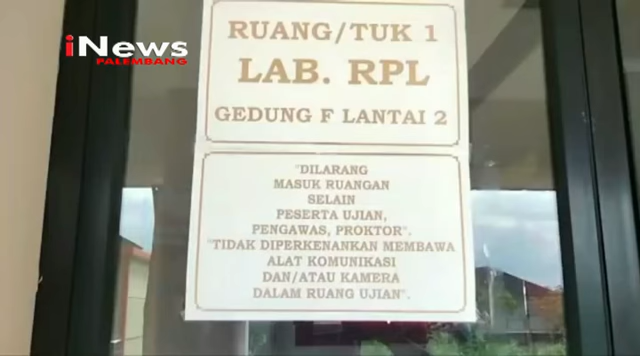 iNews
PALEMBANG
RUANG/TUK 1
LAB. RPL
GEDUNG F LANTAI 2
"DILARANG
MASUK RUANGAN
SELAIN
PESERTA UJIAN,
PENGAWAS, PROKTOR".
"TIDAK DIPERKENANKAN MEMBAWA
ALAT KOMUNIKASI
DAN/ATAU KAMERA
DALAM RUANG UJIAN".